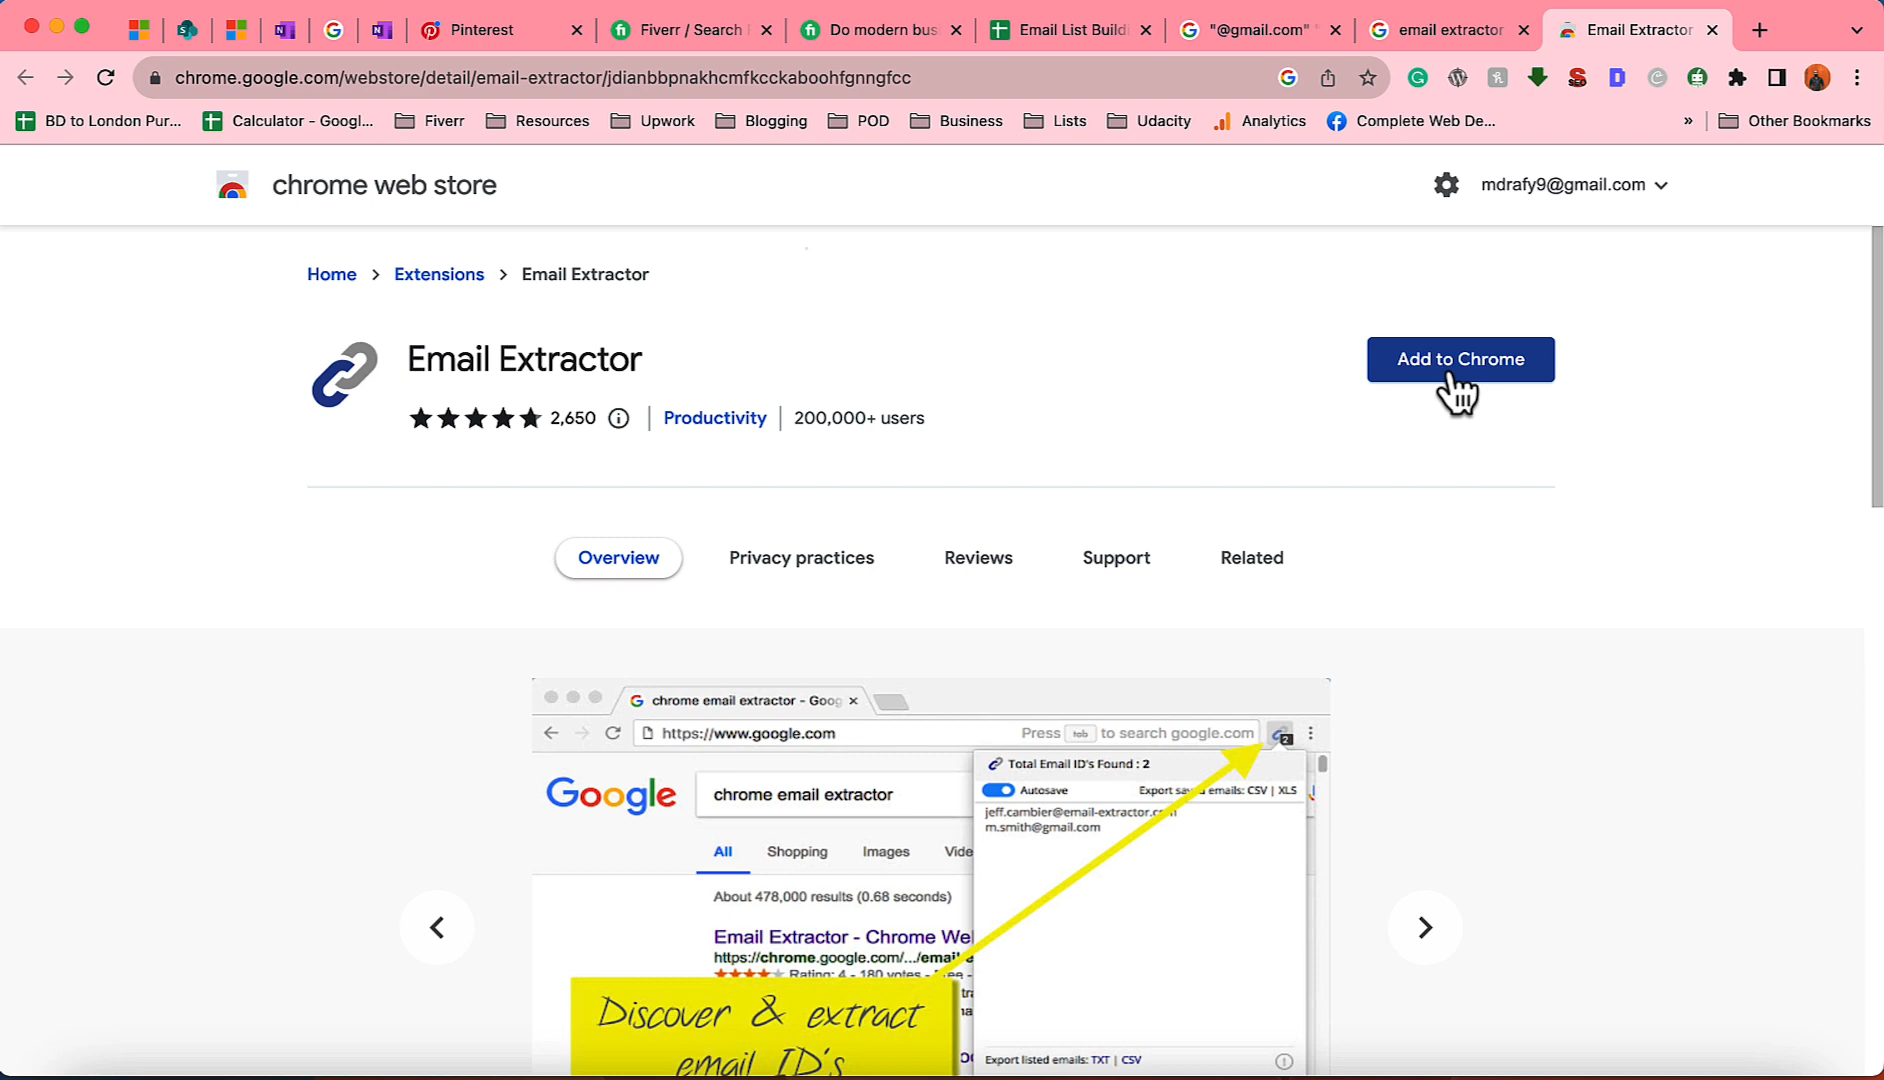 Pinterest
Fiverr / Search
Do modern bus
Email List Build
"@gmail.com"
email extractor
Email Extractor
chrome.google.com/webstore/detail/email-extractor/jdianbbpnakhcmfkcckaboohfgnngfcc
BD to London Pur...
Calculator - Googl...
Fiverr
Resources
Upwork
Blogging
POD
Business
Lists
Udacity
Analytics
Complete Web De...
»
Other Bookmarks
chrome web store
mdrafy9@gmail.com
Home > Extensions > Email Extractor
Email Extractor
Add to Chrome
2,650
Productivity
200,000+ users
Overview
Privacy practices
Reviews
Support
Related
chrome email extractor - Goog
https://www.google.com
Press tab to search google.com
2
Total Email ID's Found : 2
Autosave
Export saved emails: CSV | XLS
jeff.cambier@email-extractor.com
m.smith@gmail.com
Google
chrome email extractor
All
Shopping
Images
Vide
About 478,000 results (0.68 seconds)
Email Extractor - Chrome We
https://chrome.google.com/.../email-e
Rating: 4 - 180 votes - Free -
Discover & extract
email ID's
Export listed emails: TXT | CSV